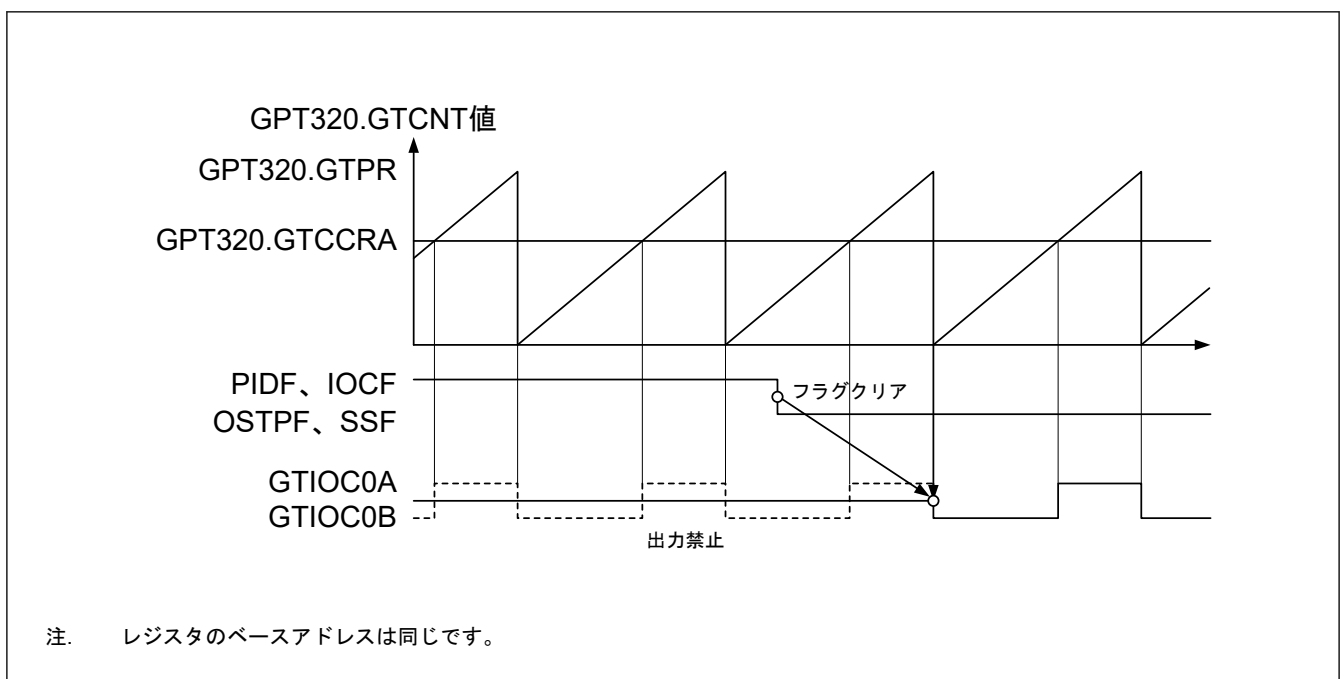 GPT320.GTCNT値
GPT320.GTPR
GPT320.GTCCRA
PIDF、IOCF
フラグクリア
OSTPF、SSF
GTIOC0A
GTIOC0B
出力禁止
注. レジスタのベースアドレスは同じです。